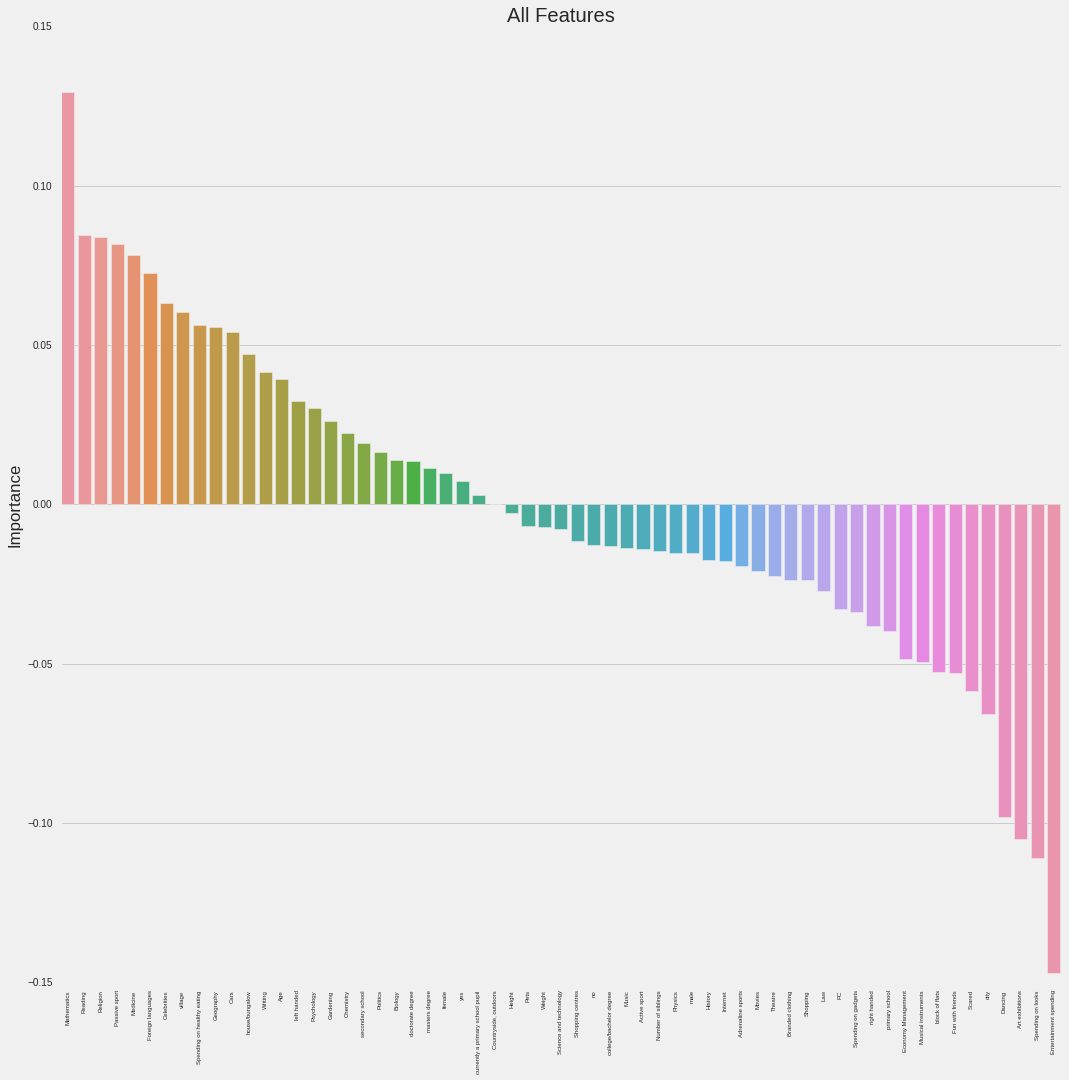 All Features
0.15
0.10
0.05
0.00
−0.05
−0.10
−0.15
Importance
Mathematics
Reading
Religion
Passive sport
Medicine
Foreign languages
Celebrities
village
Spending on healthy eating
Geography
Cars
house/bungalow
Writing
Age
left handed
Psychology
Gardening
Chemistry
secondary school
Politics
Biology
doctorate degree
masters degree
female
yes
currently a primary school pupil
Countryside, outdoors
Height
Pets
Weight
Science and technology
Shopping centres
no
college/bachelor degree
Music
Active sport
Number of siblings
Physics
male
History
Internet
Adrenaline sports
Movies
Theatre
Branded clothing
Shopping
Law
PC
Spending on gadgets
right handed
primary school
Economy Management
Musical instruments
block of flats
Fun with friends
Scared
city
Dancing
Art exhibitions
Spending on looks
Entertainment spending